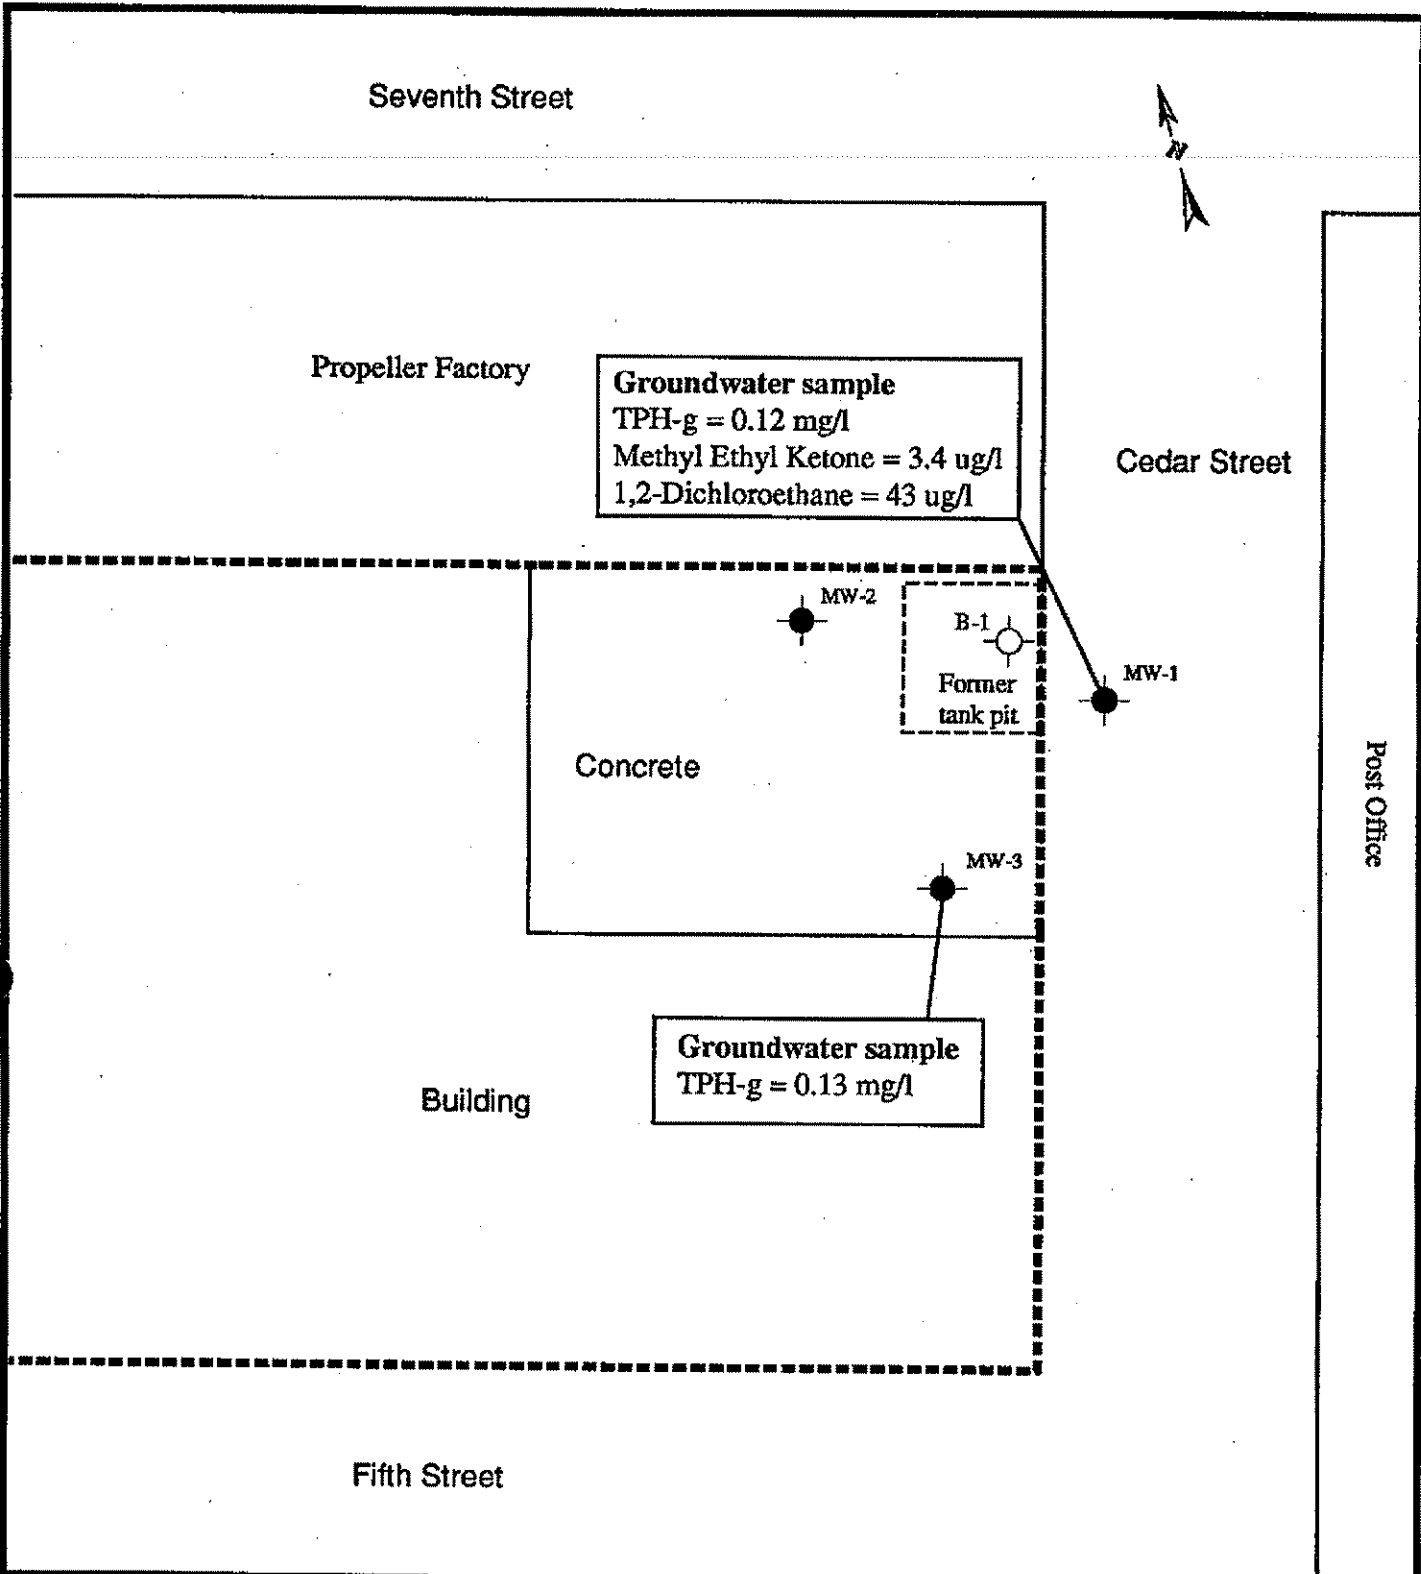 Seventh Street
N
Propeller Factory
Groundwater sample
TPH-g = 0.12 mg/l
Methyl Ethyl Ketone = 3.4 ug/l
1,2-Dichloroethane = 43 ug/l
Cedar Street
MW-2
B-1
Former
tank pit
MW-1
Concrete
Post Office
MW-3
Groundwater sample
TPH-g = 0.13 mg/l
Building
Fifth Street